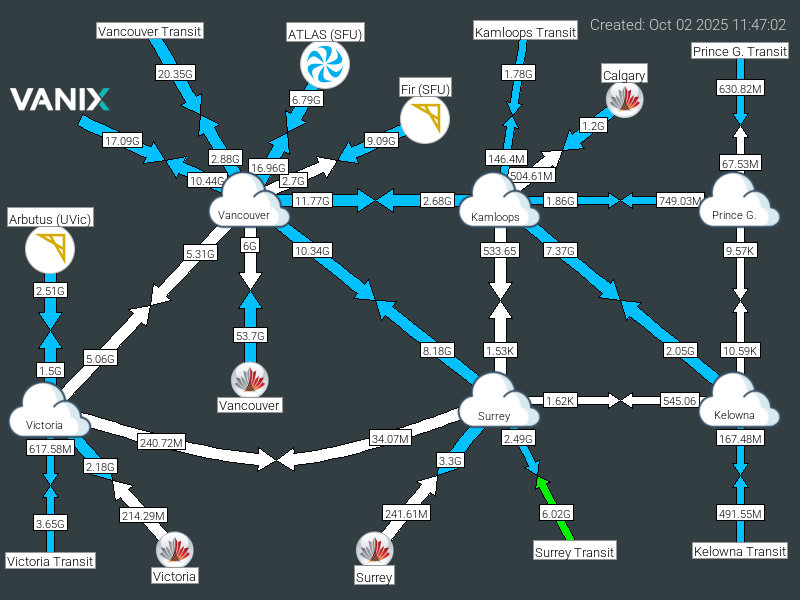 Created: Oct 02 2025 11:47:02
Vancouver Transit
ATLAS (SFU)
Kamloops Transit
Prince G. Transit
20.35G
6.79G
1.78G
Calgary
630.82M
VANIX
Fir (SFU)
17.09G
9.09G
1.2G
2.88G
16.96G
146.4M
67.53M
10.44G
2.7G
504.61M
11.77G
2.68G
1.86G
749.03M
Vancouver
Kamloops
Prince G.
Arbutus (UVic)
5.31G
6G
10.34G
533.65
7.37G
9.57K
2.51G
53.7G
5.06G
8.18G
1.53K
2.05G
10.59K
1.5G
Vancouver
1.62K
545.06
Victoria
Surrey
Kelowna
617.58M
240.72M
34.07M
2.49G
167.48M
2.18G
3.3G
3.65G
214.29M
241.61M
6.02G
491.55M
Victoria Transit
Victoria
Surrey
Surrey Transit
Kelowna Transit